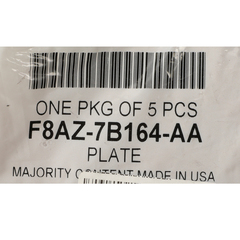 ONE PKG OF 5 PCS
F8AZ-7B164-AA
PLATE
MAJORITY CONTENT MADE IN USA